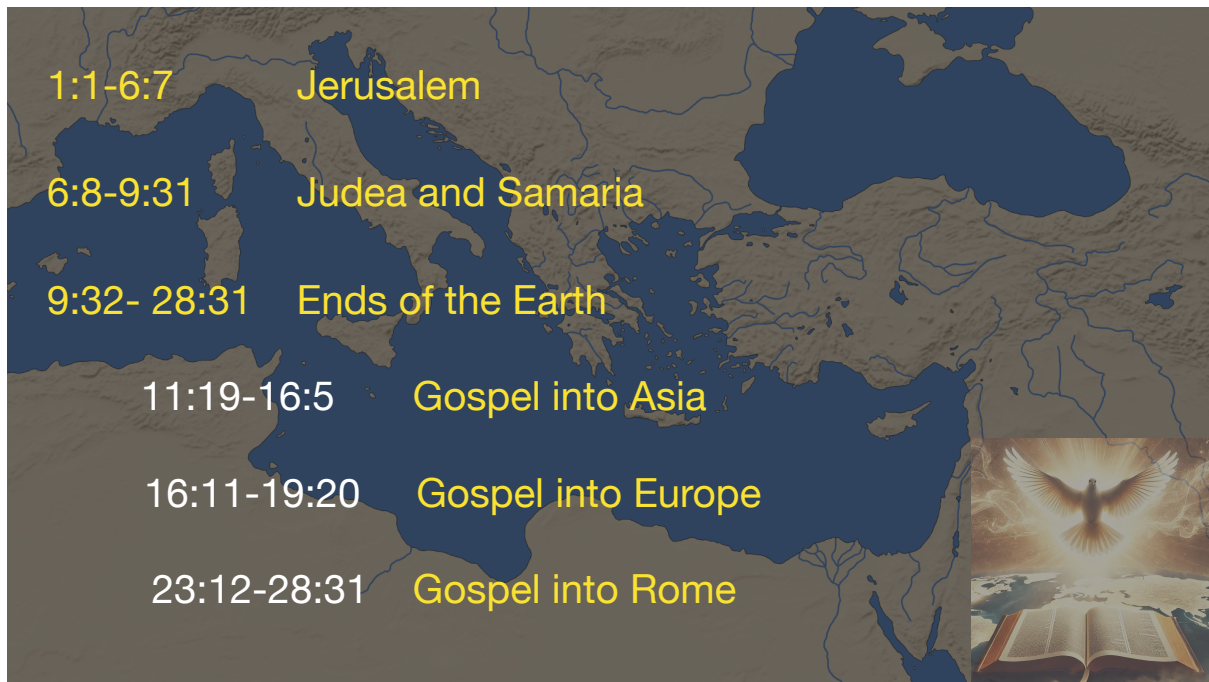 1:1-6:7 Jerusalem
6:8-9:31 Judea and Samaria
9:32- 28:31 Ends of the Earth
11:19-16:5 Gospel into Asia
16:11-19:20 Gospel into Europe
23:12-28:31 Gospel into Rome